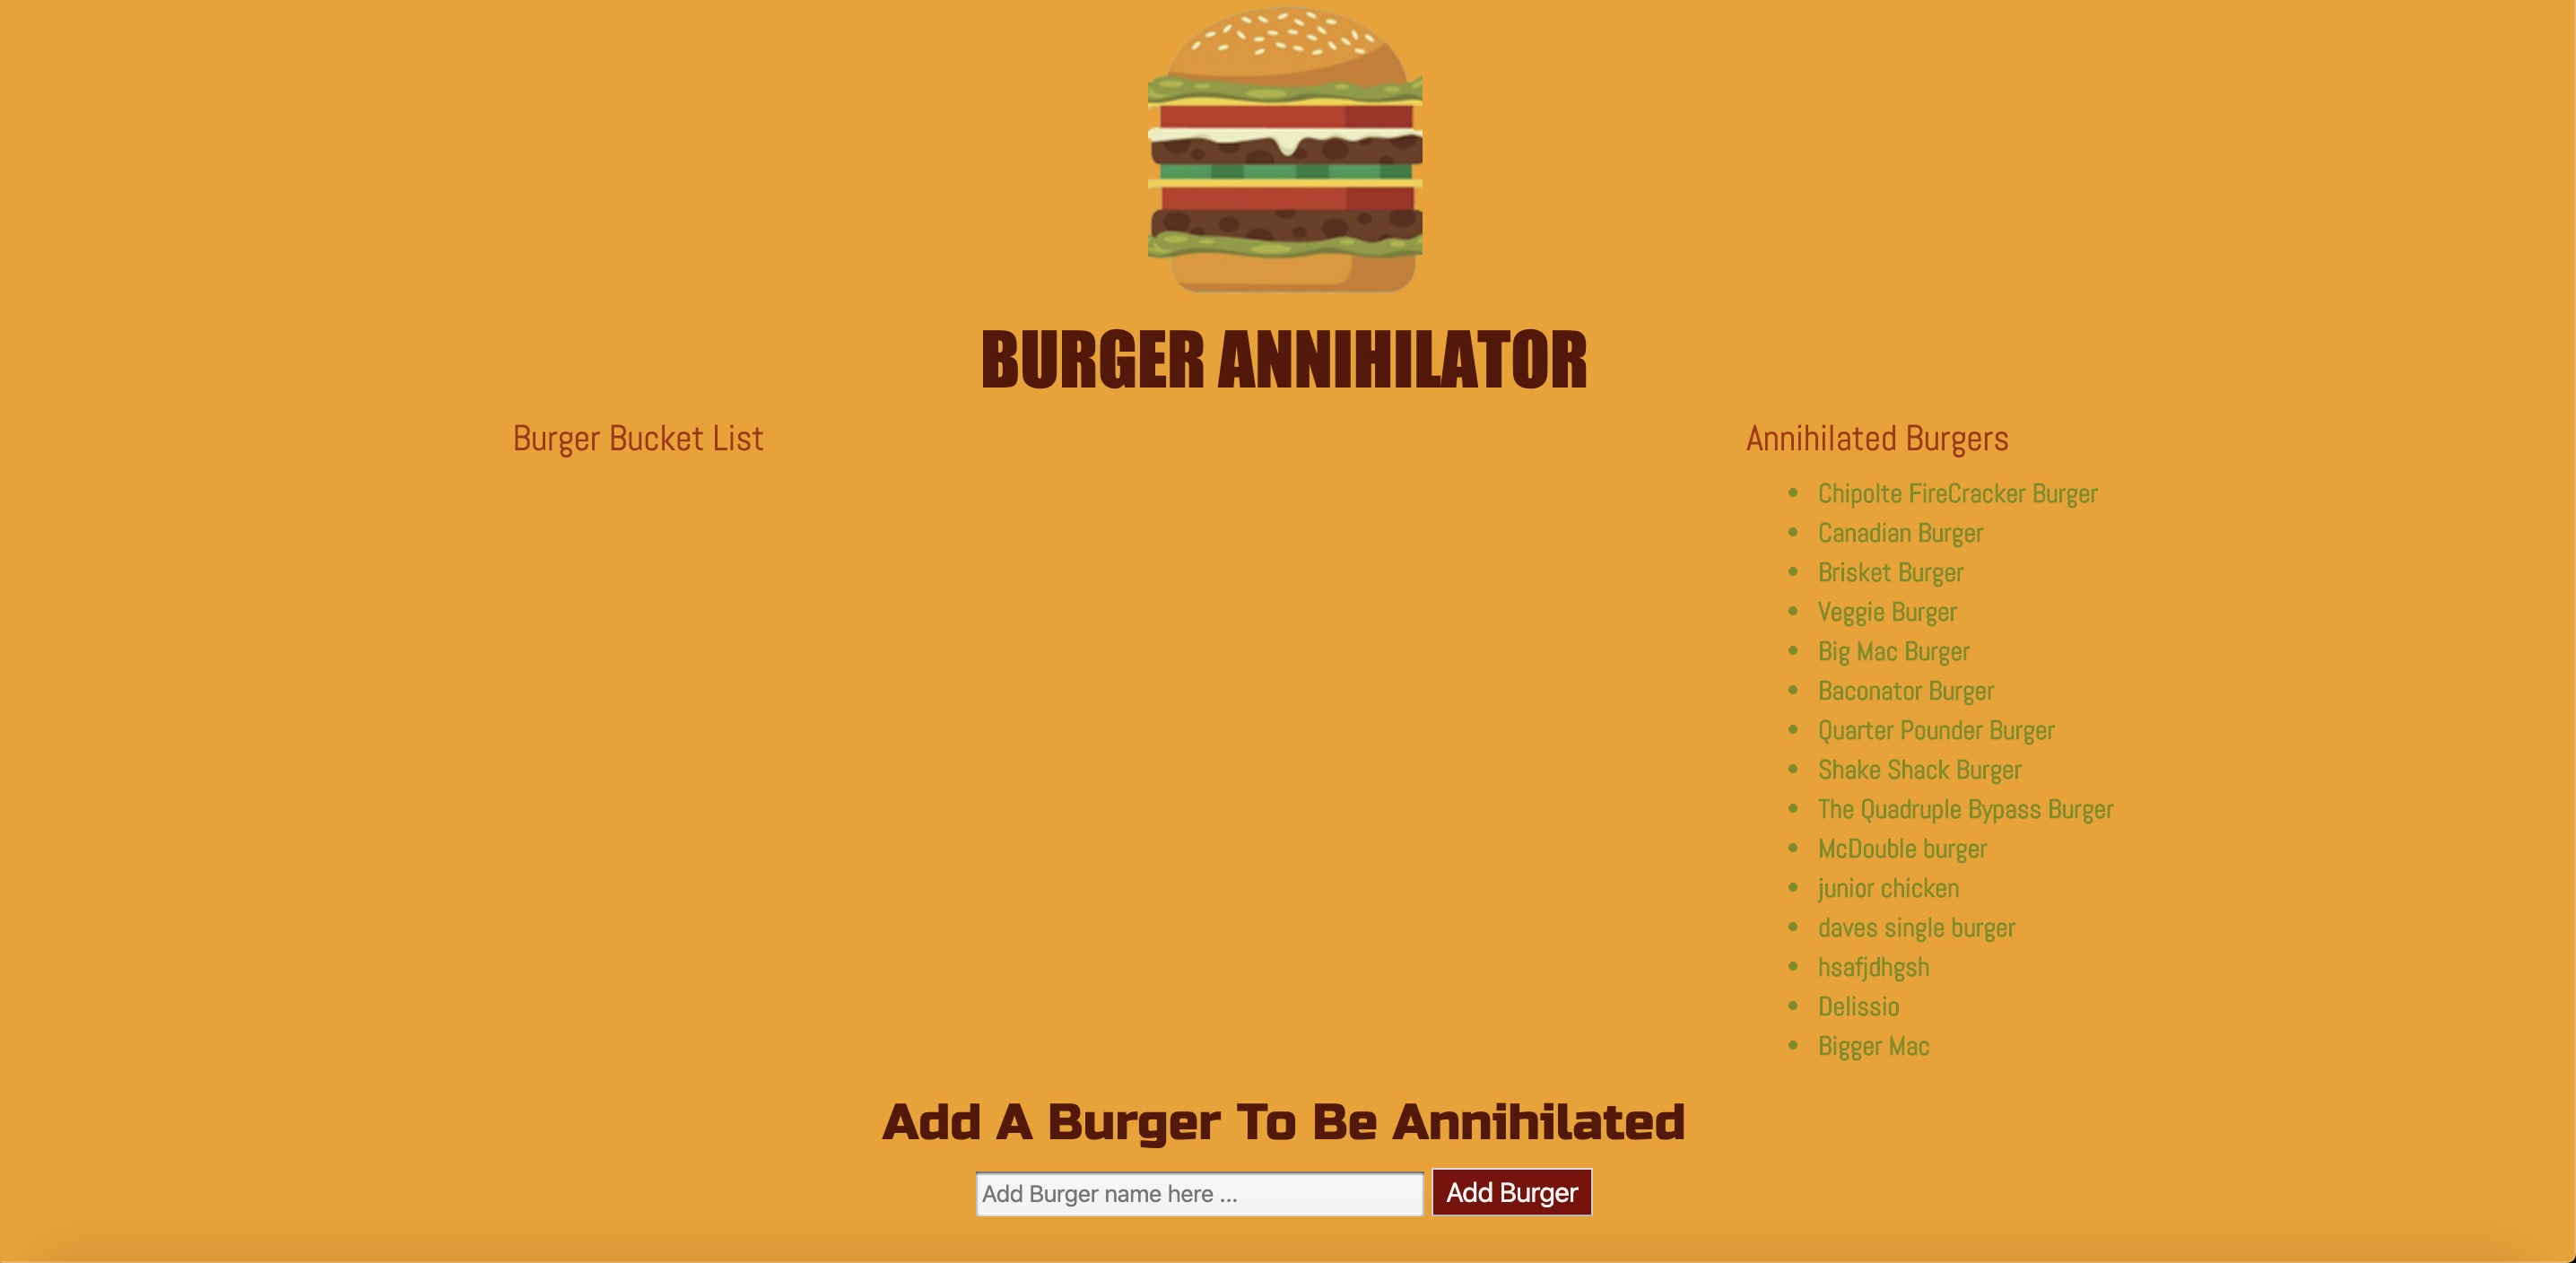 BURGER ANNIHILATOR
Burger Bucket List
Annihilated Burgers
Chipolte FireCracker Burger
Canadian Burger
Brisket Burger
Veggie Burger
Big Mac Burger
Baconator Burger
Quarter Pounder Burger
Shake Shack Burger
The Quadruple Bypass Burger
McDouble burger
junior chicken
daves single burger
hsafjdhgsh
Delissio
Bigger Mac
Add A Burger To Be Annihilated
Add Burger name here ...
Add Burger